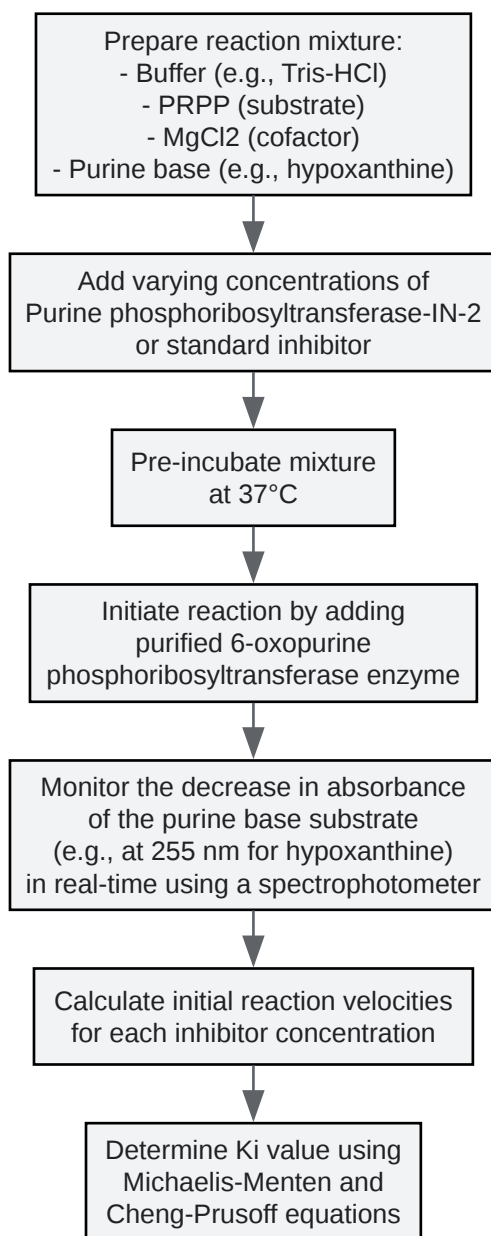 Prepare reaction mixture:
- Buffer (e.g., Tris-HCl)
- PRPP (substrate)
- MgCl2 (cofactor)
- Purine base (e.g., hypoxanthine)
Add varying concentrations of
Purine phosphoribosyltransferase-IN-2
or standard inhibitor
Pre-incubate mixture
at 37°C
Initiate reaction by adding
purified 6-oxopurine
phosphoribosyltransferase enzyme
Monitor the decrease in absorbance
of the purine base substrate
(e.g., at 255 nm for hypoxanthine)
in real-time using a spectrophotometer
Calculate initial reaction velocities
for each inhibitor concentration
Determine Ki value using
Michaelis-Menten and
Cheng-Prusoff equations